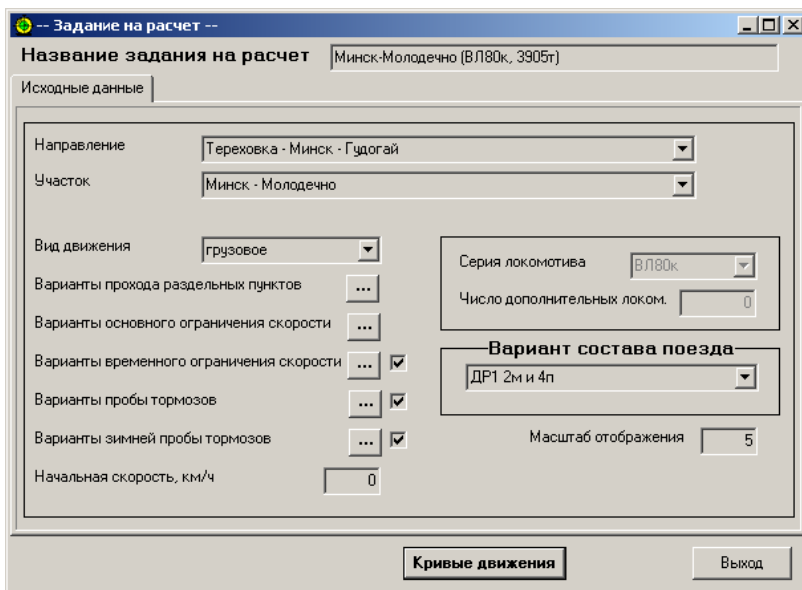 -- Задание на расчет --
Название задания на расчет Минск-Молодечно (ВЛ80к, 3905т)
Исходные данные
Направление Тереховка - Минск - Гудогай
Участок Минск - Молодечно
Вид движения грузовое
Серия локомотива ВЛ80к
Варианты прохода раздельных пунктов ...
Число дополнительных локом. 0
Варианты основного ограничения скорости ...
Вариант состава поезда
Варианты временного ограничения скорости ...
ДР1 2м и 4п
Варианты пробы тормозов ...
Варианты зимней пробы тормозов ...
Масштаб отображения 5
Начальная скорость, км/ч 0
Кривые движения Выход